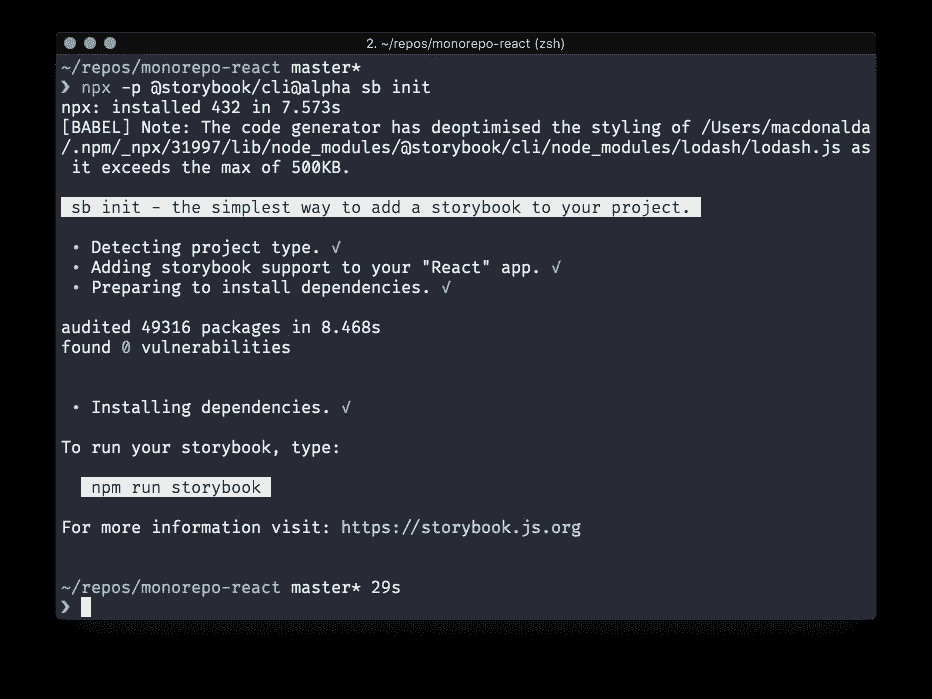 2. ~/repos/monorepo-react (zsh)
~/repos/monorepo-react master*
❯ npx -p @storybook/cli@alpha sb init
npx: installed 432 in 7.573s
[BABEL] Note: The code generator has deoptimised the styling of /Users/macdonalda
/.npm/_npx/31997/lib/node_modules/@storybook/cli/node_modules/lodash/lodash.js as
it exceeds the max of 500KB.
sb init - the simplest way to add a storybook to your project.
• Detecting project type. ✓
• Adding storybook support to your "React" app. ✓
• Preparing to install dependencies. ✓
audited 49316 packages in 8.468s
found 0 vulnerabilities
• Installing dependencies. ✓
To run your storybook, type:
npm run storybook
For more information visit: https://storybook.js.org
~/repos/monorepo-react master* 29s
❯